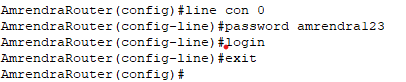 AmrendraRouter(config)#line con 0
AmrendraRouter(config-line)#password amrendra123
AmrendraRouter(config-line)#login
AmrendraRouter(config-line)#exit
AmrendraRouter(config)#